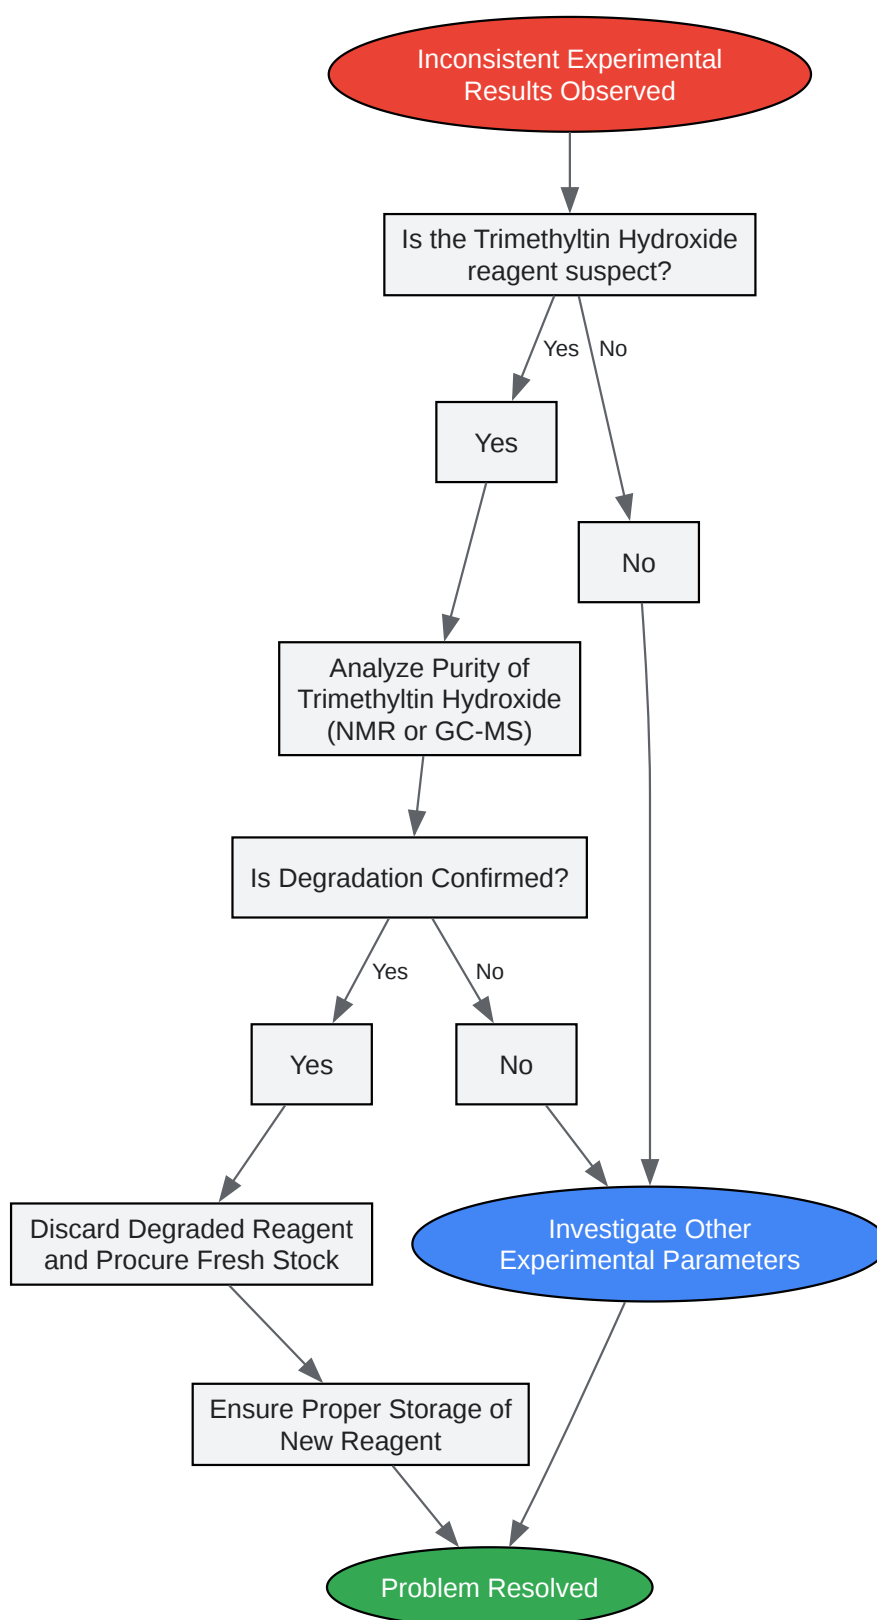 Inconsistent Experimental
Results Observed
Is the Trimethyltin Hydroxide
reagent suspect?
Yes
No
Yes
No
Analyze Purity of
Trimethyltin Hydroxide
(NMR or GC-MS)
Is Degradation Confirmed?
Yes
No
Yes
No
Discard Degraded Reagent
and Procure Fresh Stock
Investigate Other
Experimental Parameters
Ensure Proper Storage of
New Reagent
Problem Resolved